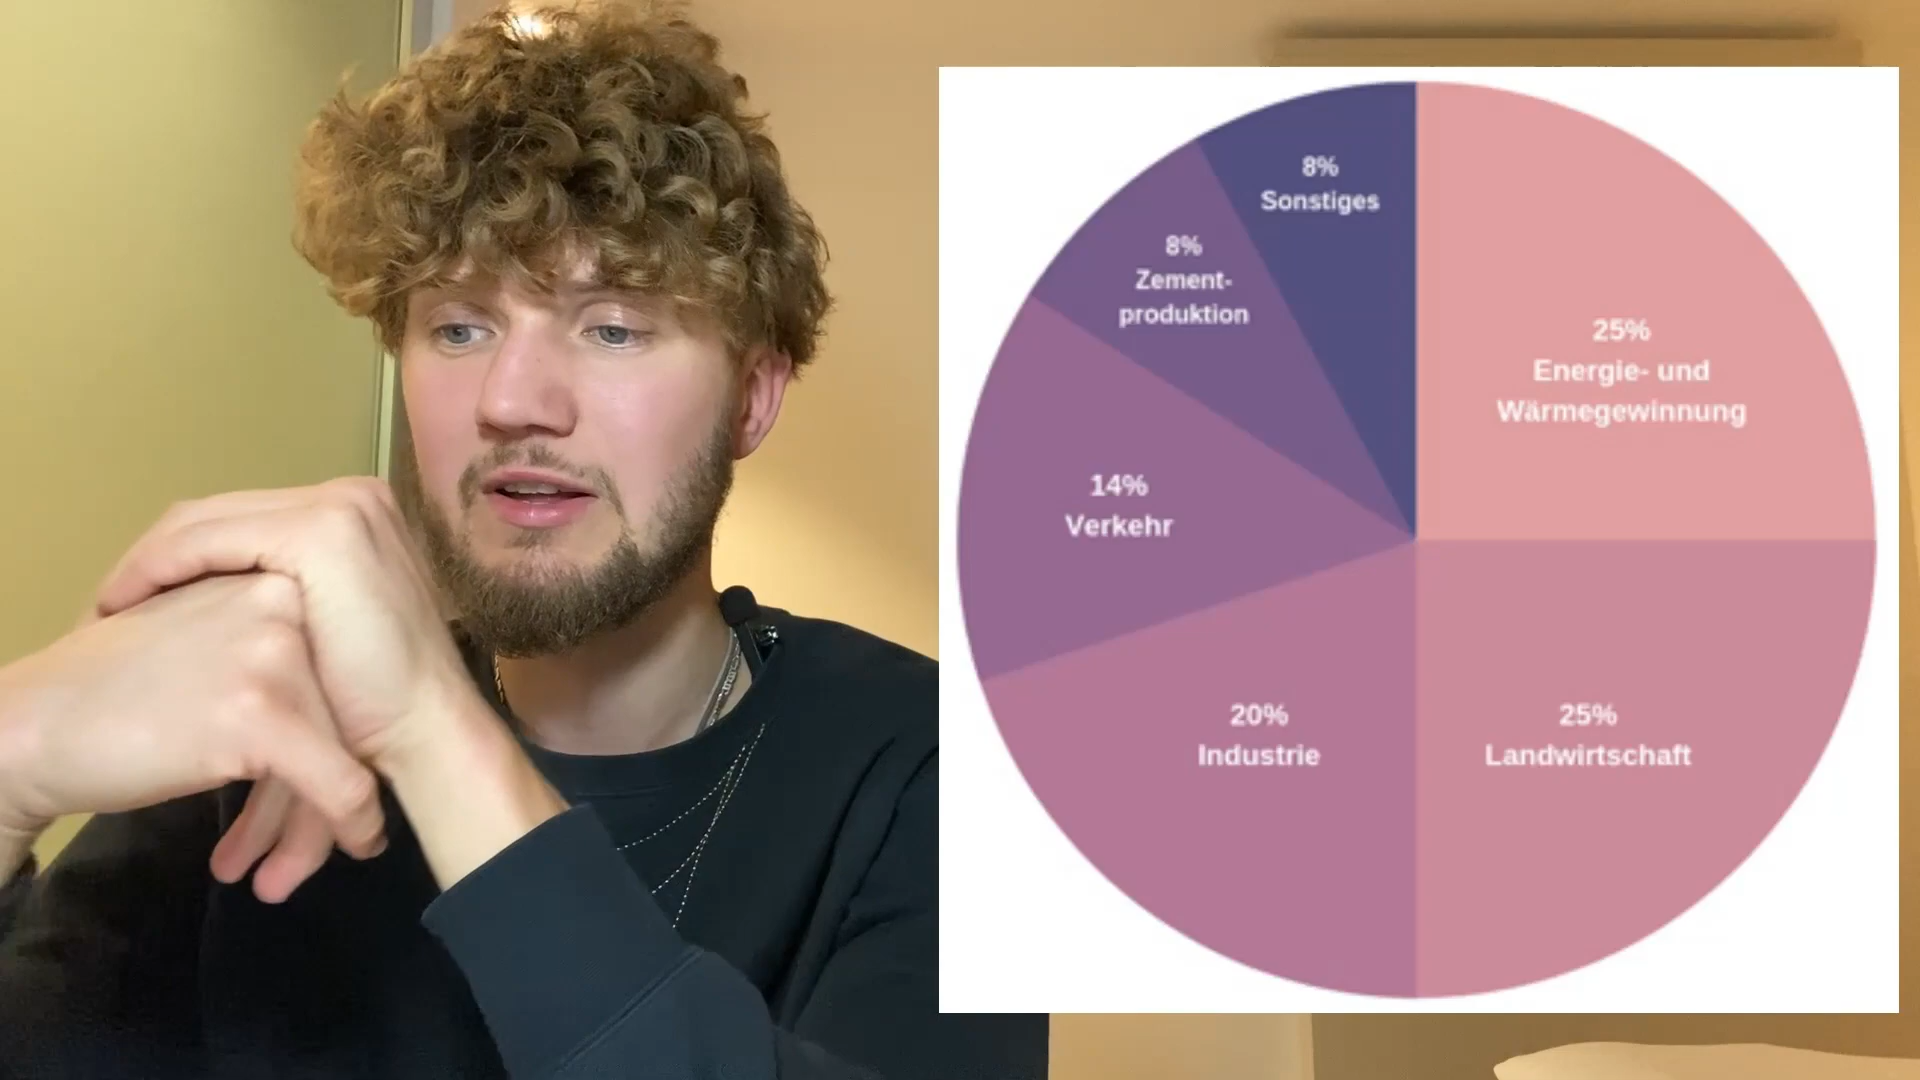 8%
Sonstiges
8%
Zement-
produktion
25%
Energie- und
Wärmegewinnung
14%
Verkehr
20%
Industrie
25%
Landwirtschaft